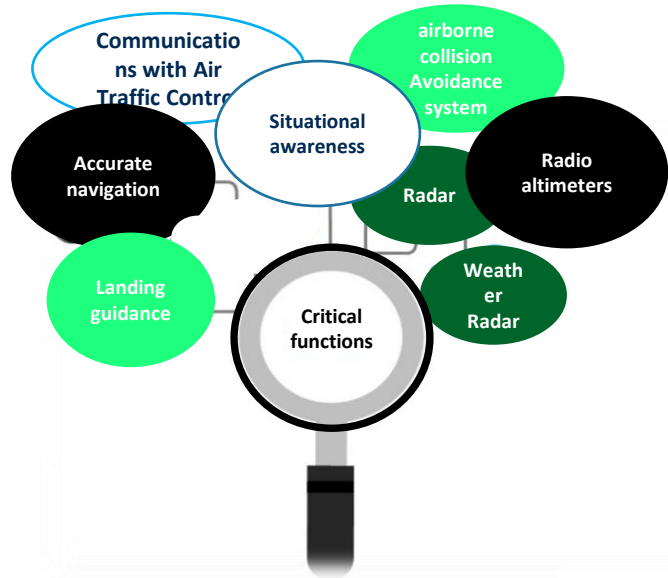 Communicatio
ns with Air
Traffic Contro
airborne
collision
Avoidance
system
Situational
awareness
Accurate
navigation
Radar
Radio
altimeters
Landing
guidance
Weath
er
Radar
Critical
functions